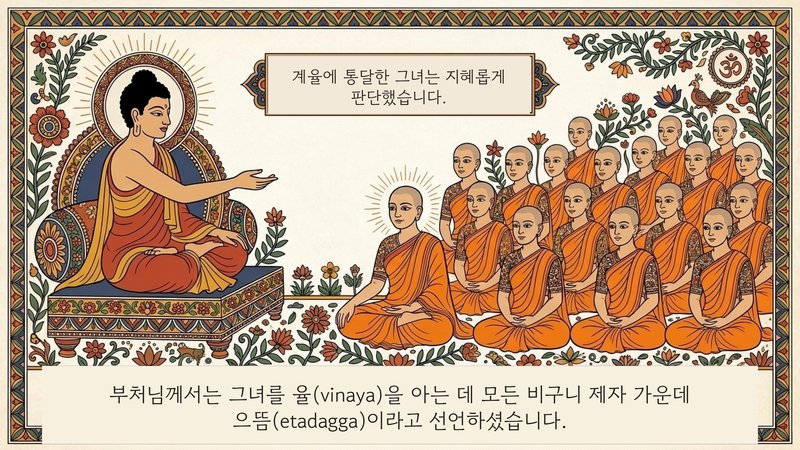 계율에 통달한 그녀는 지혜롭게
판단했습니다.
ॐ
부처님께서는 그녀를 율(vinaya)을 아는 데 모든 비구니 제자 가운데
으뜸(etadagga)이라고 선언하셨습니다.